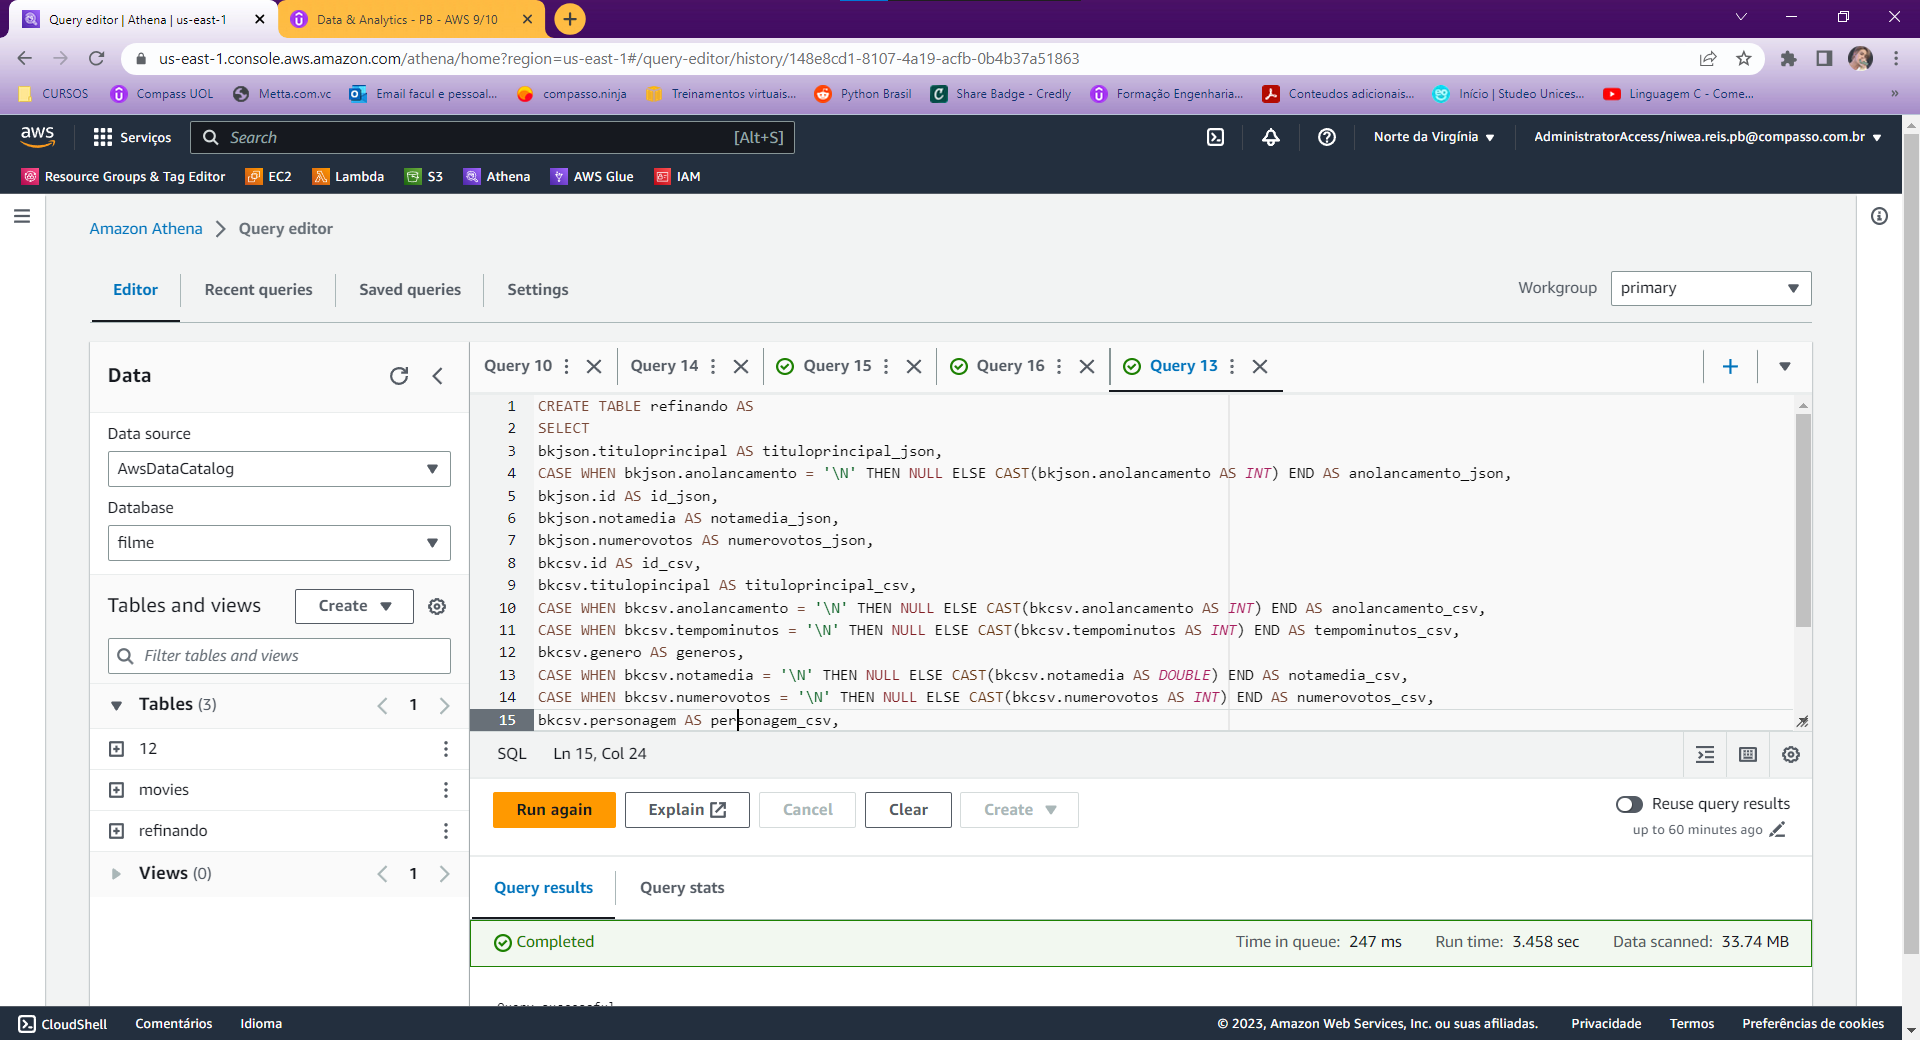 Query editor | Athena | us-east-1
Data & Analytics - PB - AWS 9/10
us-east-1.console.aws.amazon.com/athena/home?region=us-east-1#/query-editor/history/148e8cd1-8107-4a19-acfb-0b4b37a51863
CURSOS
Compass UOL
Metta.com.vc
Email facul e pessoal...
compasso.ninja
Treinamentos virtuais...
Python Brasil
Share Badge - Credly
Formação Engenharia...
Conteudos adicionais...
Início | Studeo Unices...
Linguagem C - Come...
»
aws
Serviços
Search
[Alt+S]
Norte da Virgínia
AdministratorAccess/niwea.reis.pb@compasso.com.br
Resource Groups & Tag Editor
EC2
Lambda
S3
Athena
AWS Glue
IAM
Amazon Athena
Query editor
Editor
Recent queries
Saved queries
Settings
Workgroup
primary
Data
Data source
AwsDataCatalog
Database
filme
Tables and views
Create
Filter tables and views
Tables (3)
1
12
movies
refinando
Views (0)
1
Query 10
Query 14
Query 15
Query 16
Query 13
1 CREATE TABLE refinando AS
2 SELECT
3 bkjson.tituloprincipal AS tituloprincipal_json,
4 CASE WHEN bkjson.anolancamento = '\N' THEN NULL ELSE CAST(bkjson.anolancamento AS INT) END AS anolancamento_json,
5 bkjson.id AS id_json,
6 bkjson.notamedia AS notamedia_json,
7 bkjson.numerovotos AS numerovotos_json,
8 bkcsv.id AS id_csv,
9 bkcsv.titulopincipal AS tituloprincipal_csv,
10 CASE WHEN bkcsv.anolancamento = '\N' THEN NULL ELSE CAST(bkcsv.anolancamento AS INT) END AS anolancamento_csv,
11 CASE WHEN bkcsv.tempominutos = '\N' THEN NULL ELSE CAST(bkcsv.tempominutos AS INT) END AS tempominutos_csv,
12 bkcsv.genero AS generos,
13 CASE WHEN bkcsv.notamedia = '\N' THEN NULL ELSE CAST(bkcsv.notamedia AS DOUBLE) END AS notamedia_csv,
14 CASE WHEN bkcsv.numerovotos = '\N' THEN NULL ELSE CAST(bkcsv.numerovotos AS INT) END AS numerovotos_csv,
15 bkcsv.personagem AS personagem_csv,
SQL
Ln 15, Col 24
Run again
Explain
Cancel
Clear
Create
Reuse query results
up to 60 minutes ago
Query results
Query stats
Completed
Time in queue: 247 ms
Run time: 3.458 sec
Data scanned: 33.74 MB
Query successful
CloudShell
Comentários
Idioma
© 2023, Amazon Web Services, Inc. ou suas afiliadas.
Privacidade
Termos
Preferências de cookies